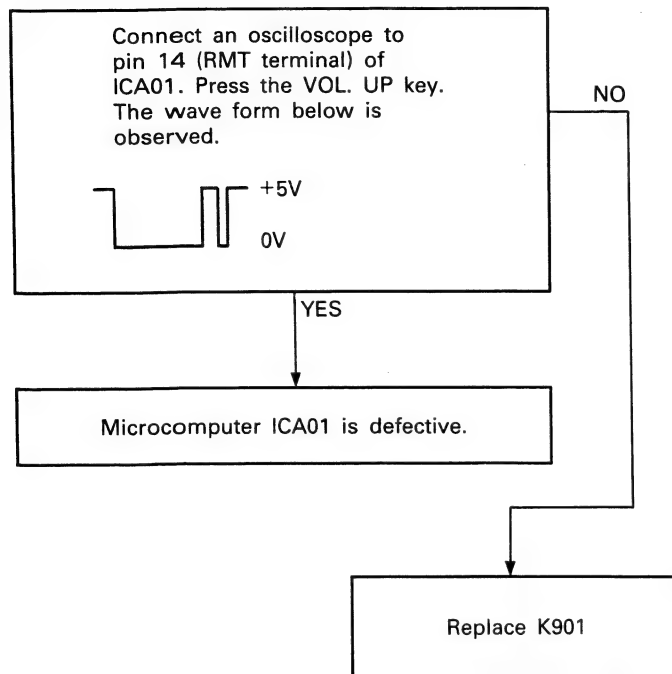 Connect an oscilloscope to
pin 14 (RMT terminal) of
ICA01. Press the VOL. UP key.
The wave form below is
observed.
+5V
0V
NO
YES
Microcomputer ICA01 is defective.
Replace K901